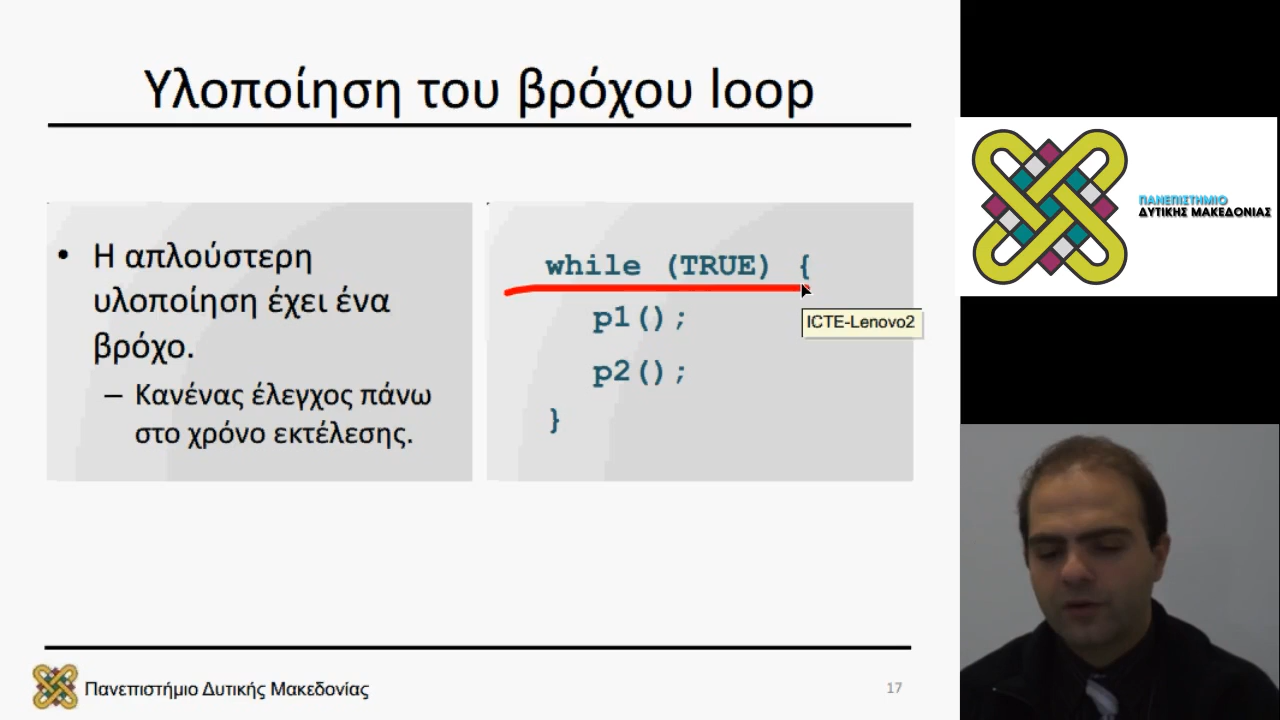 Υλοποίηση του βρόχου loop
• Η απλούστερη
υλοποίηση έχει ένα
βρόχο.
– Κανένας έλεγχος πάνω
στο χρόνο εκτέλεσης.
while (TRUE) {
p1();
p2();
}
ICTE-Lenovo2
ΠΑΝΕΠΙΣΤΗΜΙΟ
ΔΥΤΙΚΗΣ ΜΑΚΕΔΟΝΙΑΣ
Πανεπιστήμιο Δυτικής Μακεδονίας
17